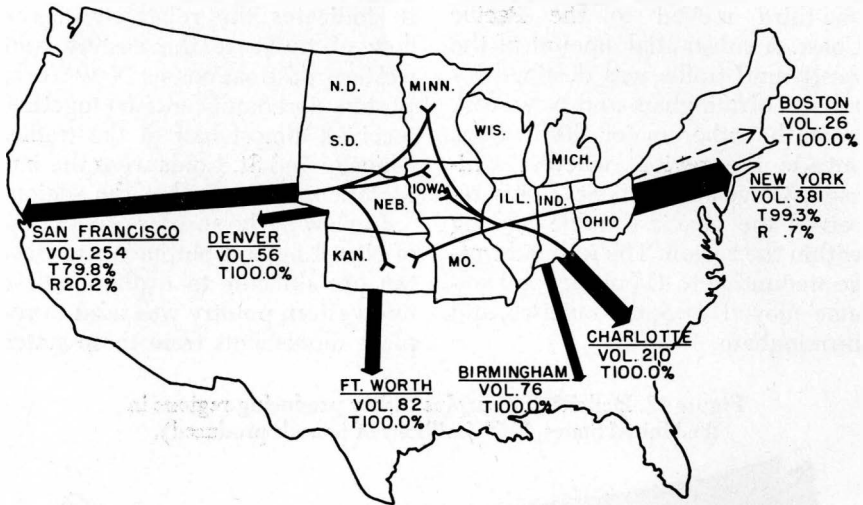 N.D.
MINN.
S.D.
WIS.
MICH.
NEB.
IOWA
ILL.
IND.
OHIO
KAN.
MO.
BOSTON
VOL. 26
T100.0%
NEW YORK
VOL. 381
T99.3%
R .7%
SAN FRANCISCO
VOL.254
T79.8%
R20.2%
DENVER
VOL.56
T100.0%
FT. WORTH
VOL. 82
T100.0%
BIRMINGHAM
VOL.76
T100.0%
CHARLOTTE
VOL. 210
T100.0%